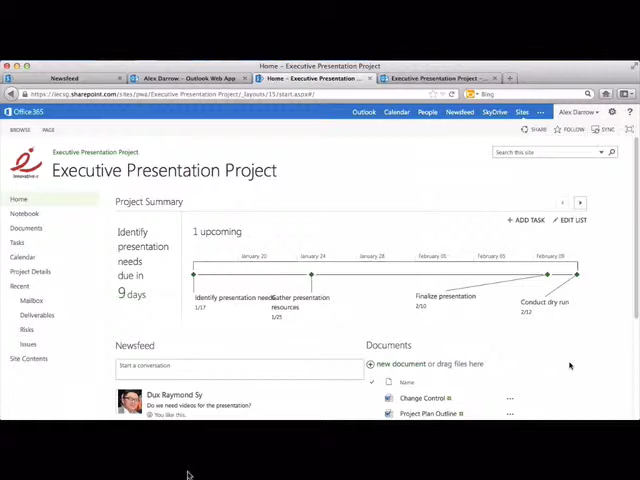 Home – Executive Presentation Project
Newsfeed
Alex Darrow – Outlook Web App
Home – Executive Presentation ...
Executive Presentation Project – ...
https://iecsg.sharepoint.com/sites/pwa/Executive Presentation Project/_layouts/15/start.aspx#/
Bing
Office 365
Outlook Calendar People Newsfeed SkyDrive Sites ... Alex Darrow
BROWSE PAGE
SHARE FOLLOW SYNC
Executive Presentation Project
Executive Presentation Project
Search this site
innovative-e
Home
Notebook
Documents
Tasks
Calendar
Project Details
Recent
Mailbox
Deliverables
Risks
Issues
Site Contents
Project Summary
+ ADD TASK EDIT LIST
Identify
presentation
needs
due in
9 days
1 upcoming
January 20 January 24 January 28 February 01 February 05 February 09
Identify presentation needs
1/17
Gather presentation
resources
1/25
Finalize presentation
2/10
Conduct dry run
2/12
Newsfeed
Start a conversation
Dux Raymond Sy
Do we need videos for the presentation?
You like this.
Documents
new document or drag files here
Name
Change Control ...
Project Plan Outline ...